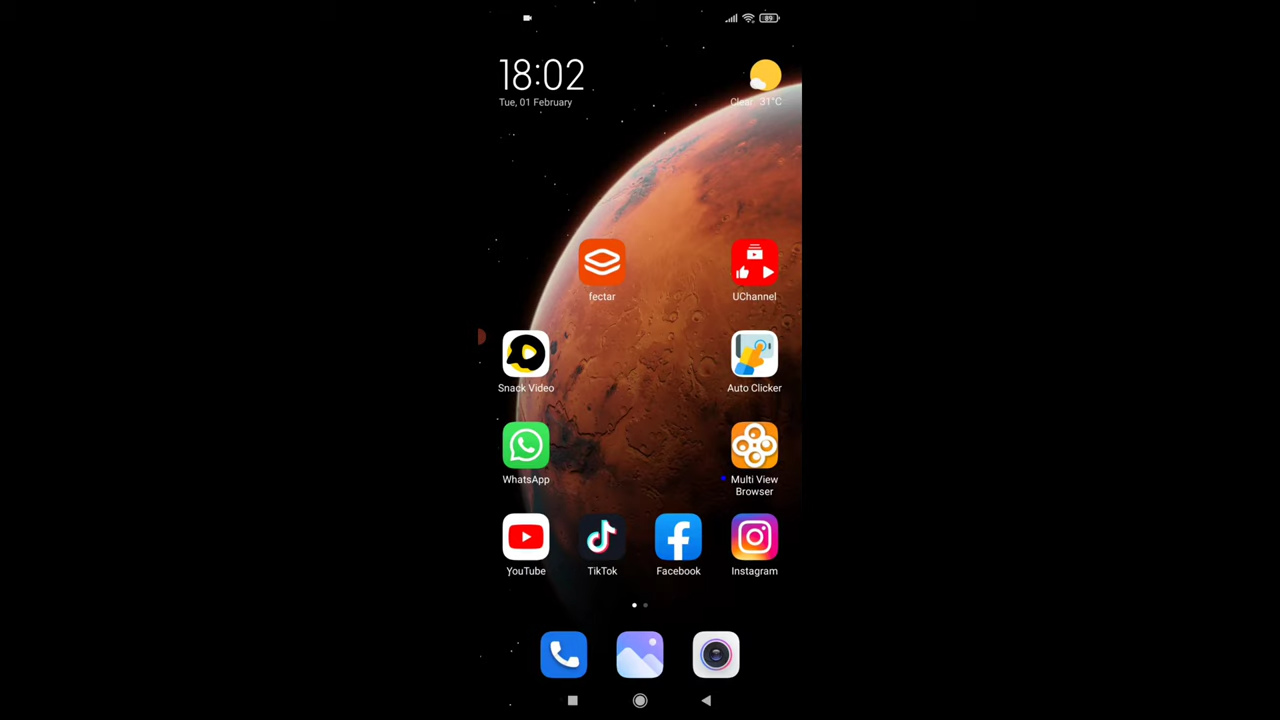 89
18:02
Tue, 01 February
Clear 31°C
fectar
UChannel
Snack Video
Auto Clicker
WhatsApp
Multi View
Browser
YouTube
TikTok
Facebook
Instagram